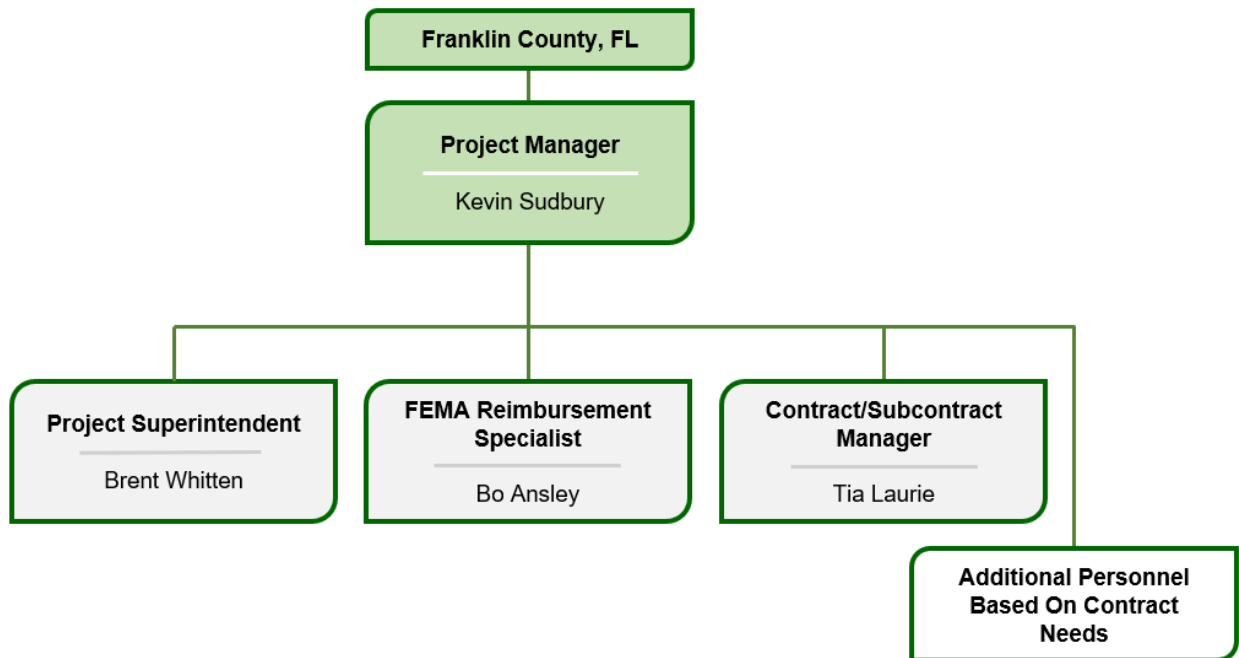 Franklin County, FL
Project Manager
Kevin Sudbury
Project Superintendent
Brent Whitten
FEMA Reimbursement
Specialist
Bo Ansley
Contract/Subcontract
Manager
Tia Laurie
Additional Personnel
Based On Contract
Needs